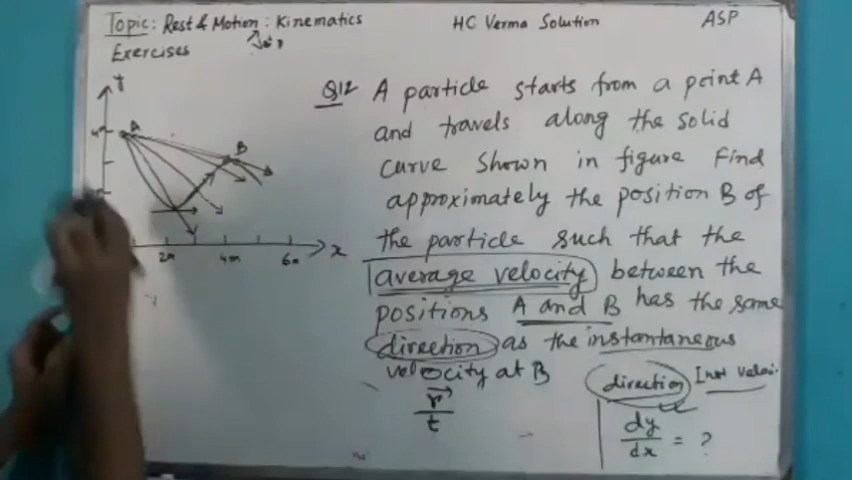 Topic: Rest & Motion: Kinematics
HC Verma Solution
ASP
Exercises
Y
A
B
2m
4m
6m
x
Q12 A particle starts from a point A
and travels along the solid
curve shown in figure Find
approximately the position B of
the particle such that the
average velocity between the
positions A and B has the same
direction as the instantaneous
velocity at B
direction
r
t
dy
dx
= ?